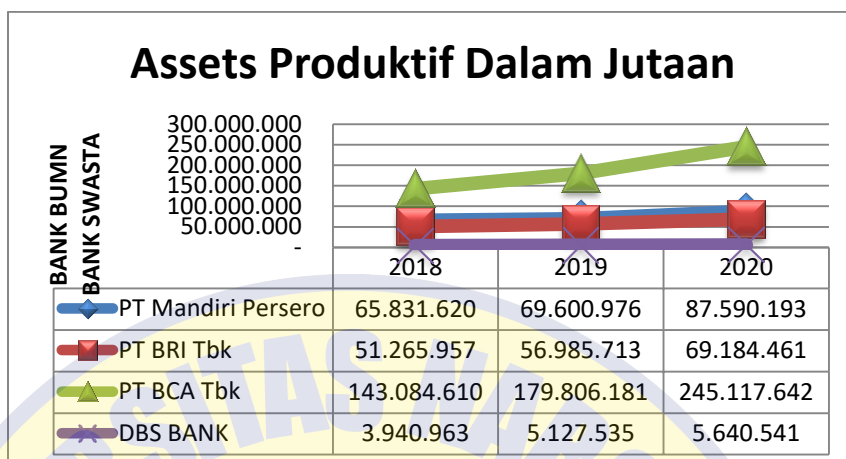 Assets Produktif Dalam Jutaan
BANK BUMN
BANK SWASTA
300.000.000
250.000.000
200.000.000
150.000.000
100.000.000
50.000.000
-
2018 2019 2020
PT Mandiri Persero 65.831.620 69.600.976 87.590.193
PT BRI Tbk 51.265.957 56.985.713 69.184.461
PT BCA Tbk 143.084.610 179.806.181 245.117.642
DBS BANK 3.940.963 5.127.535 5.640.541